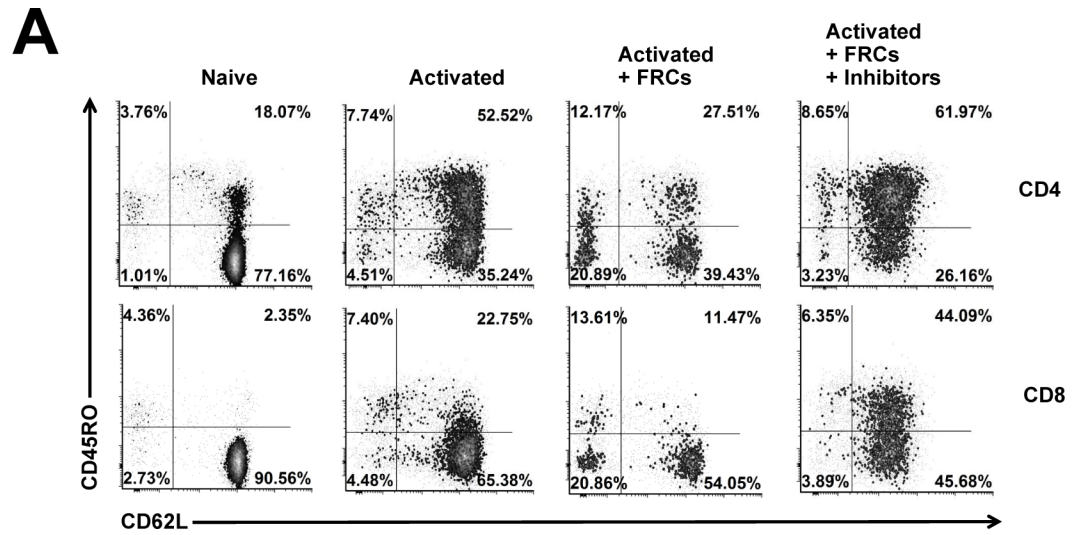 A
Naive
Activated
Activated
+ FRCs
Activated
+ FRCs
+ Inhibitors
3.76% 18.07%
1.01% 77.16%
7.74% 52.52%
4.51% 35.24%
12.17% 27.51%
20.89% 39.43%
8.65% 61.97%
3.23% 26.16%
CD4
4.36% 2.35%
2.73% 90.56%
7.40% 22.75%
4.48% 65.38%
13.61% 11.47%
20.86% 54.05%
6.35% 44.09%
3.89% 45.68%
CD8
CD45RO
CD62L